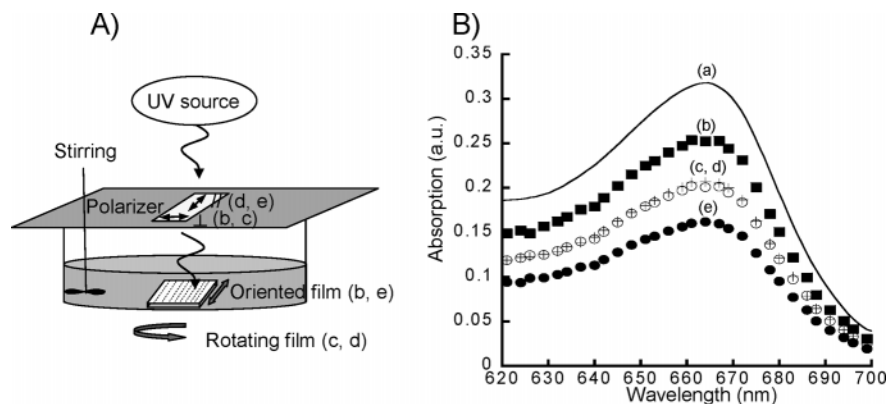 A)
UV source
Stirring
Polarizer
// (d, e)
⊥ (b, c)
Oriented film (b, e)
Rotating film (c, d)
B)
Absorption (a.u.)
0.35
0.3
0.25
0.2
0.15
0.1
0.05
0
(a)
(b)
(c, d)
(e)
620 630 640 650 660 670 680 690 700
Wavelength (nm)